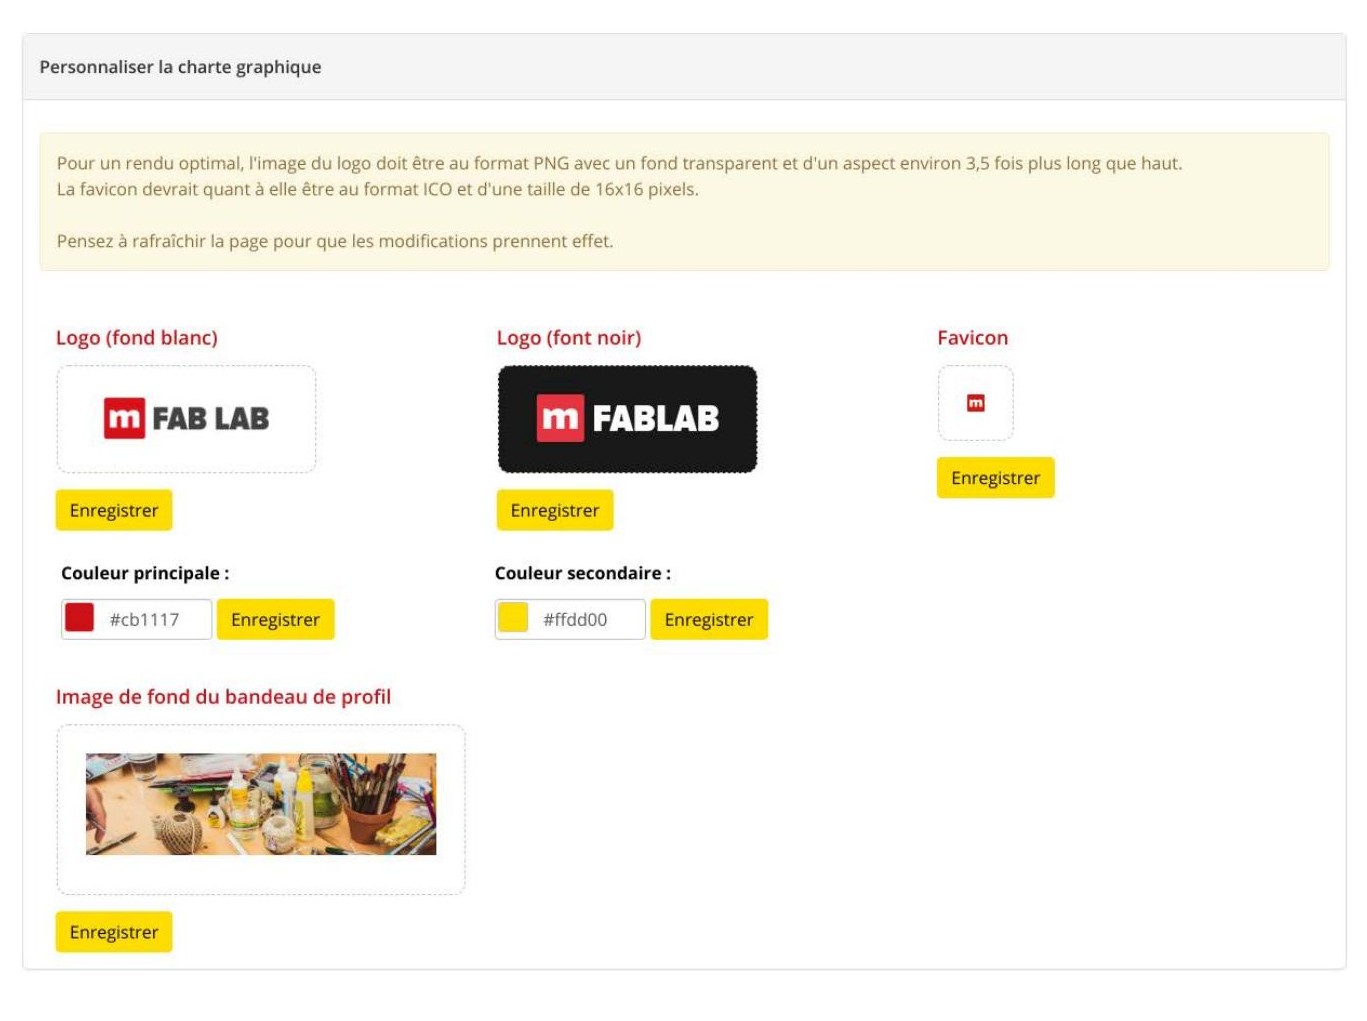 Personnaliser la charte graphique
Pour un rendu optimal, l'image du logo doit être au format PNG avec un fond transparent et d'un aspect environ 3,5 fois plus long que haut.
La favicon devrait quant à elle être au format ICO et d'une taille de 16x16 pixels.
Pensez à rafraîchir la page pour que les modifications prennent effet.
Logo (fond blanc)
Logo (font noir)
Favicon
m FAB LAB
m FABLAB
m
Enregistrer
Enregistrer
Enregistrer
Couleur principale :
Couleur secondaire :
#cb1117
Enregistrer
#ffdd00
Enregistrer
Image de fond du bandeau de profil
Enregistrer